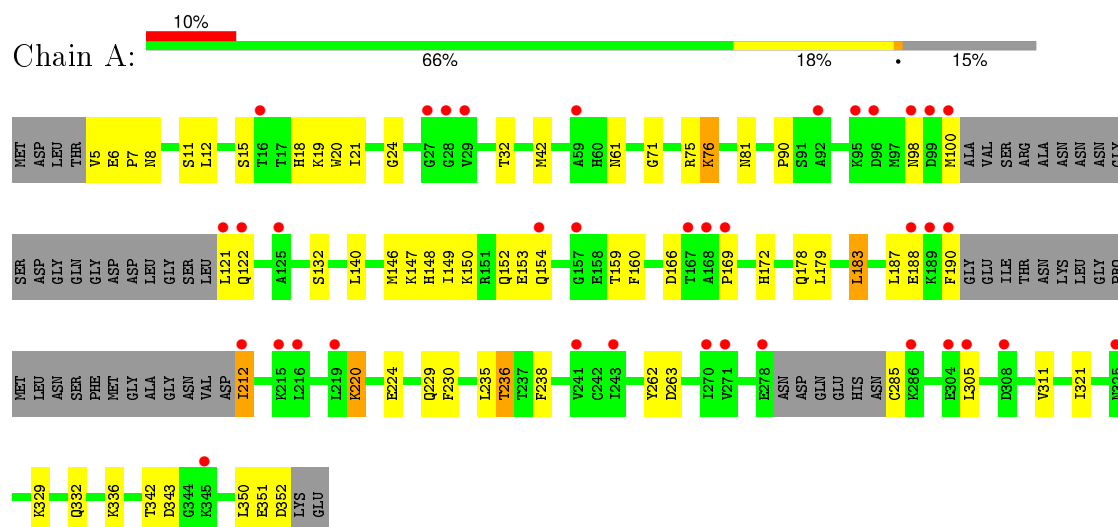 10%
Chain A:
66% 18% • 15%
MET ASP LEU THR V5 E6 P7 N8 S11 L12 S15 T16 T17 H18 K19 W20 I21 G24 G27 G28 V29 T32 M42 A59 H60 N61 G71 R75 K76 N81 P90 S91 A92 K95 D96 M97 N98 D99 M100 ALA VAL SER ARG ALA ASN ASN ASN GLY
SER ASP GLY GLN GLY ASP ASP LEU GLY SER LEU L121 Q122 A125 S132 L140 M146 K147 H148 I149 K150 R151 Q152 E153 Q154 G157 E158 T159 F160 D166 T167 A168 P169 H172 Q178 L179 L183 L187 E188 K189 F190 GLY GLU ILE THR ASN LYS LEU GLY PRO
MET LEU ASN SER PHE MET GLY ALA GLY ASN VAL ASP I212 K215 L216 L219 K220 E224 Q229 F230 L235 T236 T237 F238 V241 C242 I243 Y262 D263 I270 V271 E278 ASN ASP GLN GLU HIS ASN C285 K286 E304 L305 D308 V311 I321 N325
K329 Q332 K336 T342 D343 G344 K345 L350 E351 D352 LYS GLU